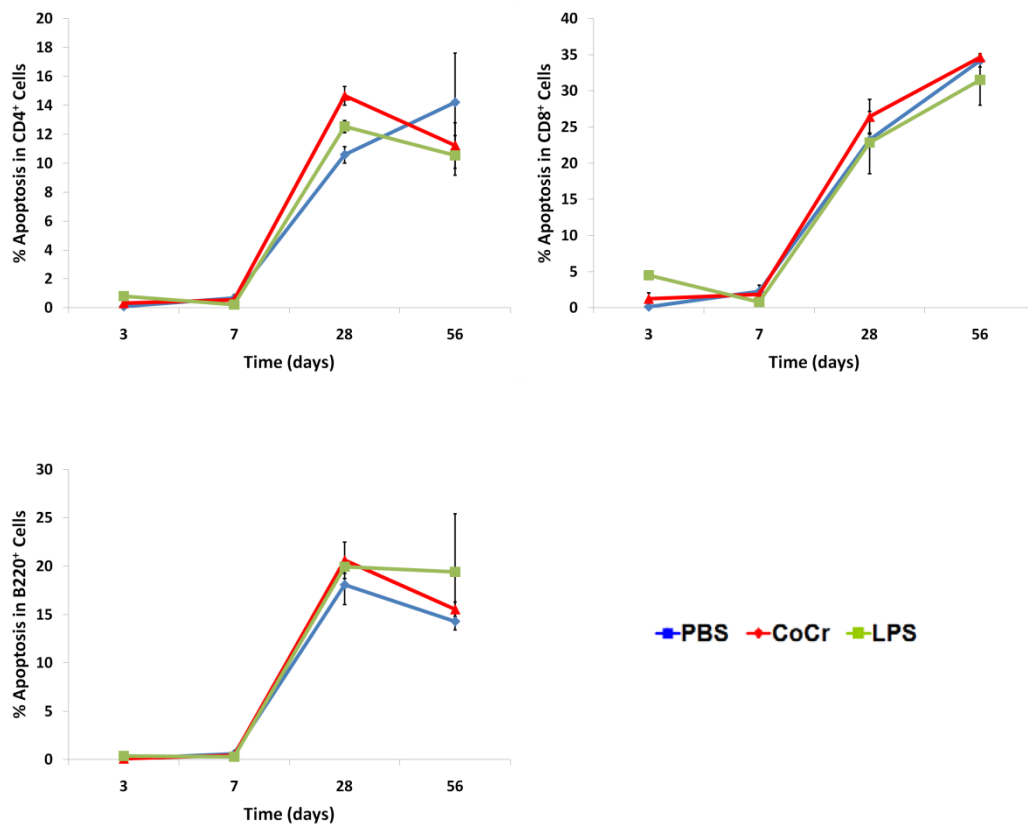 % Apoptosis in CD4⁺ Cells
20
18
16
14
12
10
8
6
4
2
0
3 7 28 56
Time (days)
% Apoptosis in CD8⁺ Cells
40
35
30
25
20
15
10
5
0
3 7 28 56
Time (days)
% Apoptosis in B220⁺ Cells
30
25
20
15
10
5
0
3 7 28 56
Time (days)
PBS CoCr LPS